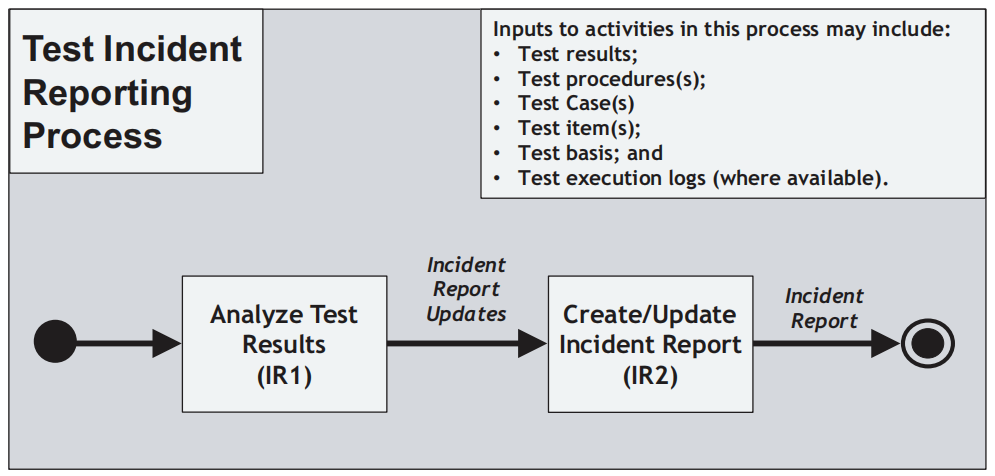 Test Incident
Reporting
Process
Inputs to activities in this process may include:
• Test results;
• Test procedures(s);
• Test Case(s)
• Test item(s);
• Test basis; and
• Test execution logs (where available).
Analyze Test
Results
(IR1)
Incident
Report
Updates
Create/Update
Incident Report
(IR2)
Incident
Report